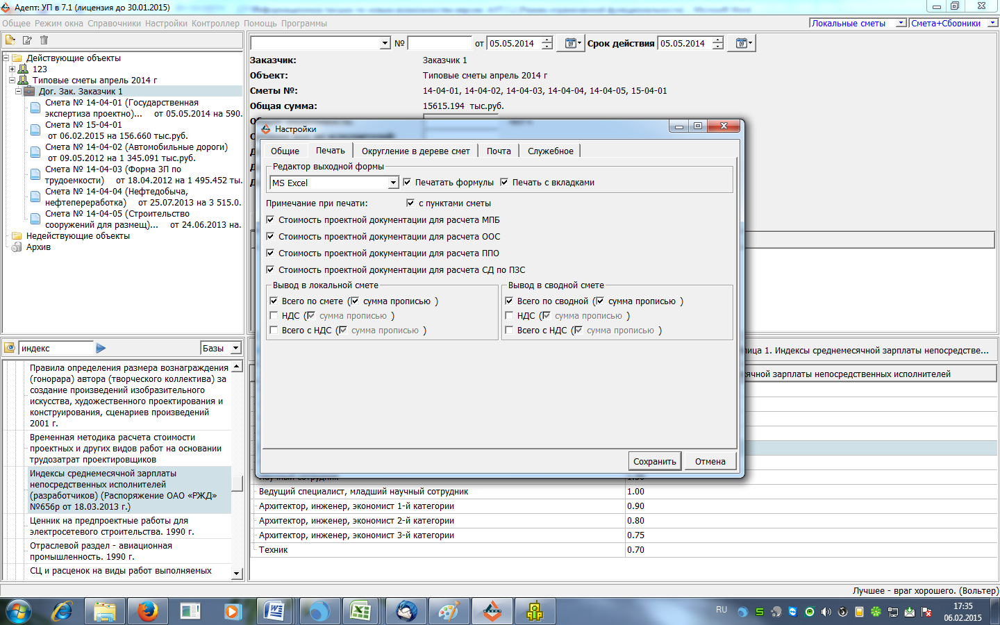 Адепт: УП в 7.1 (лицензия до 30.01.2015)
Общее Режим окна Справочники Настройки Контроллер Помощь Программы
Локальные сметы
Смета+Сборники
Действующие объекты
123
Типовые сметы апрель 2014 г
Дог. Зак. Заказчик 1
Смета № 14-04-01 (Государственная
экспертиза проектно)... от 05.05.2014 на 590.
Смета № 15-04-01
от 06.02.2015 на 156.660 тыс.руб.
Смета № 14-04-02 (Автомобильные дороги)
от 09.05.2012 на 1 345.091 тыс.руб.
Смета № 14-04-03 (Форма 3П по
трудоемкости) от 18.04.2012 на 1 495.452 ты.
Смета № 14-04-04 (Нефтедобыча,
нефтепереработка) от 25.07.2013 на 3 515.0..
Смета № 14-04-05 (Строительство
сооружений для размещ)... от 24.06.2013 на.
Недействующие объекты
Архив
№ от 05.05.2014 Срок действия 05.05.2014
Заказчик: Заказчик 1
Объект: Типовые сметы апрель 2014 г
Сметы №: 14-04-01, 14-04-02, 14-04-03, 14-04-04, 14-04-05, 15-04-01
Общая сумма: 15615.194 тыс.руб.
Настройки
Общие Печать Округление в дереве смет Почта Служебное
Редактор выходной формы
MS Excel Печатать формулы Печать с вкладками
Примечание при печати: с пунктами сметы
Стоимость проектной документации для расчета МПБ
Стоимость проектной документации для расчета ООС
Стоимость проектной документации для расчета ППО
Стоимость проектной документации для расчета СД по ПЗС
Вывод в локальной смете
Всего по смете ( сумма прописью )
НДС ( сумма прописью )
Всего с НДС ( сумма прописью )
Вывод в сводной смете
Всего по сводной ( сумма прописью )
НДС ( сумма прописью )
Всего с НДС ( сумма прописью )
Сохранить Отмена
индекс
Базы
Правила определения размера вознаграждения
(гонорара) автора (творческого коллектива) за
создание произведений изобразительного
искусства, художественного проектирования и
конструирования, сценариев произведений
2001 г.
Временная методика расчета стоимости
проектных и других видов работ на основании
трудозатрат проектировщиков
Индексы среднемесячной зарплаты
непосредственных исполнителей
(разработчиков) (Распоряжение ОАО «РЖД»
№656р от 18.03.2013 г.)
Ценник на предпроектные работы для
электросетевого строительства. 1990 г.
Отраслевой раздел - авиационная
промышленность. 1990 г.
СЦ и расценок на виды работ выполняемых
лица 1. Индексы среднемесячной зарплаты непосредстве...
ячной зарплаты непосредственных исполнителей
Ведущий специалист, младший научный сотрудник 1.00
Архитектор, инженер, экономист 1-й категории 0.90
Архитектор, инженер, экономист 2-й категории 0.80
Архитектор, инженер, экономист 3-й категории 0.75
Техник 0.70
Лучшее - враг хорошего. (Вольтер)
RU
17:35
06.02.2015